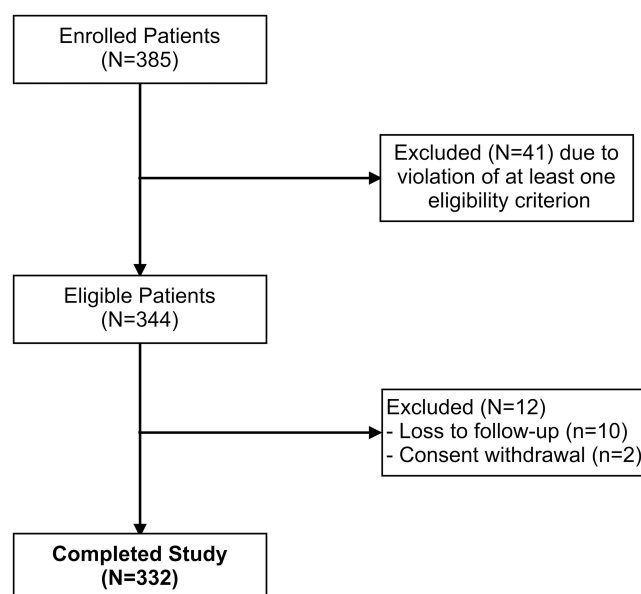 Enrolled Patients
(N=385)
Excluded (N=41) due to
violation of at least one
eligibility criterion
Eligible Patients
(N=344)
Excluded (N=12)
- Loss to follow-up (n=10)
- Consent withdrawal (n=2)
Completed Study
(N=332)